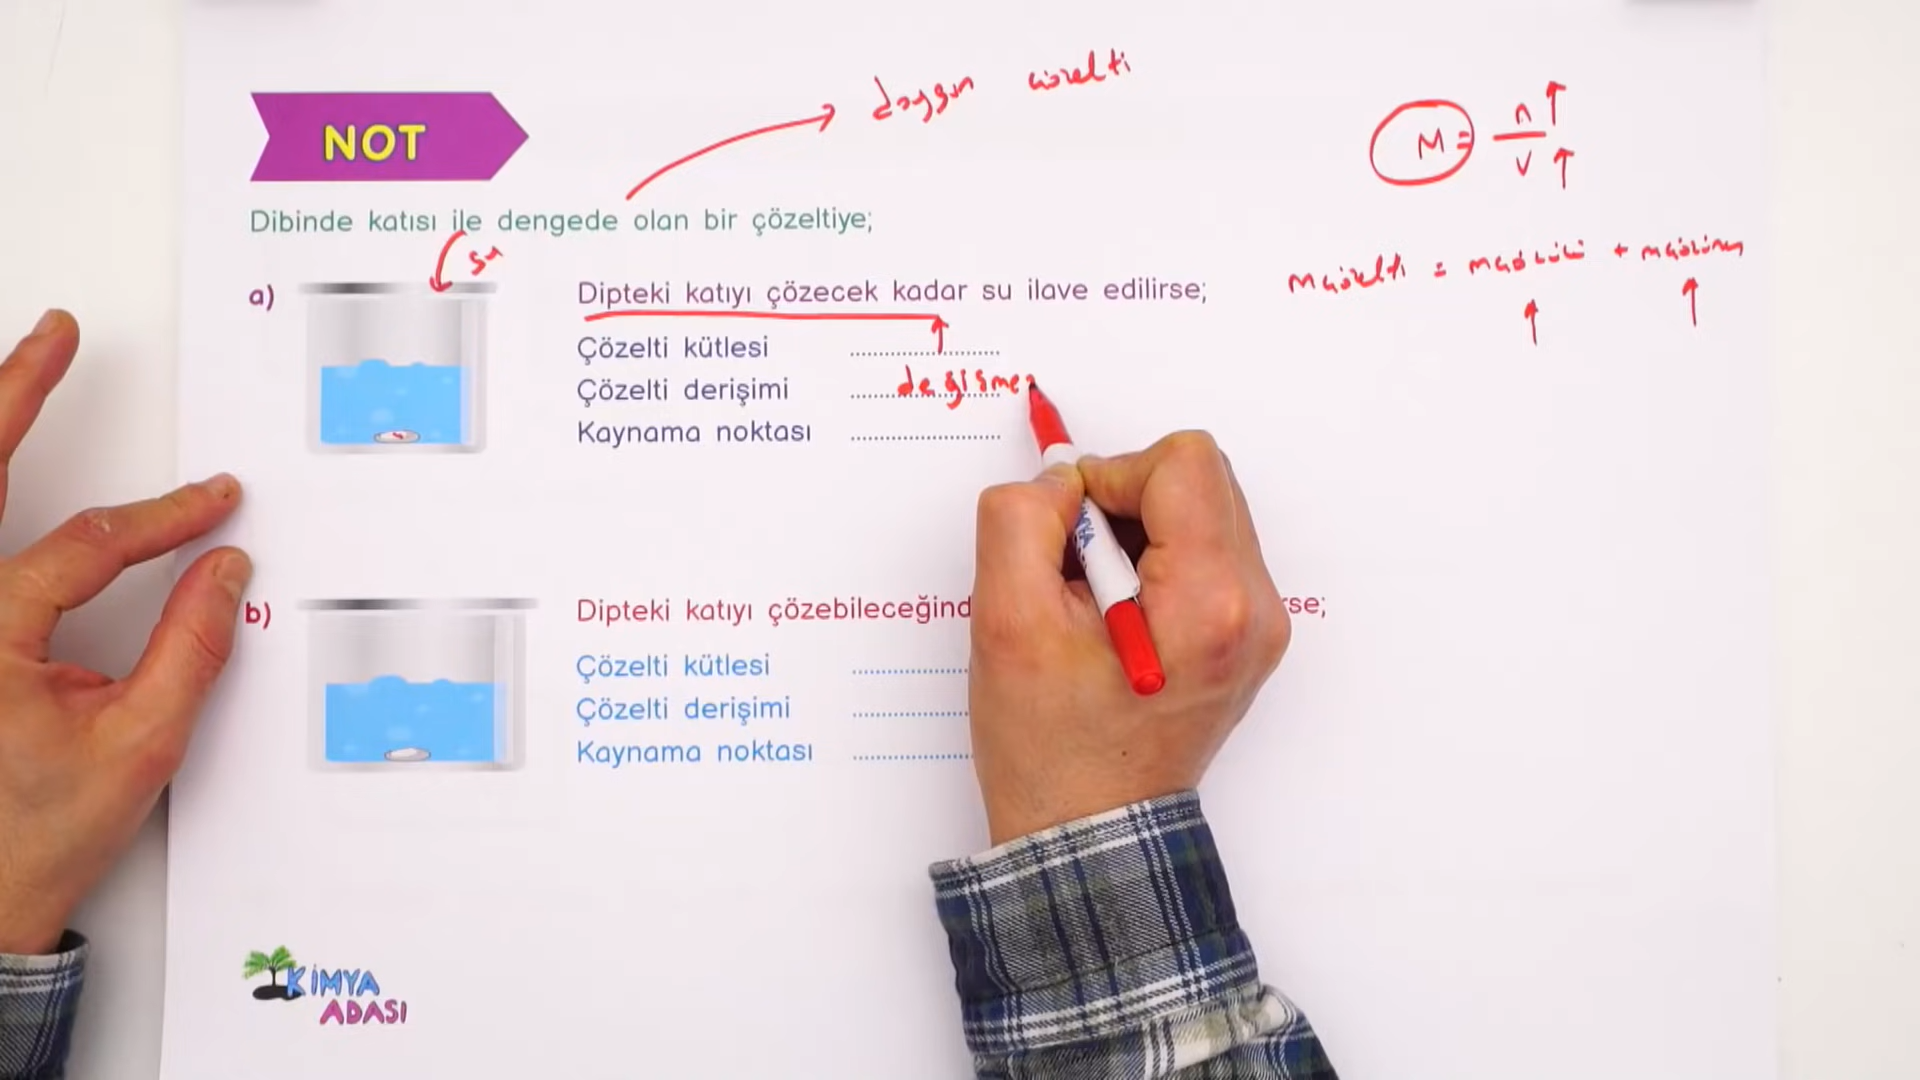 doygun çözelti
NOT
M = n↑
V↑
Dibinde katısı ile dengede olan bir çözeltiye;
su
mçözelti = mçözücü + mçözünen
↑ ↑
a) Dipteki katıyı çözecek kadar su ilave edilirse;
Çözelti kütlesi .................... ↑
Çözelti derişimi .................... değişmez
Kaynama noktası ....................
b) Dipteki katıyı çözebileceğind rse;
Çözelti kütlesi ....................
Çözelti derişimi ....................
Kaynama noktası ....................
KİMYA
ADASI